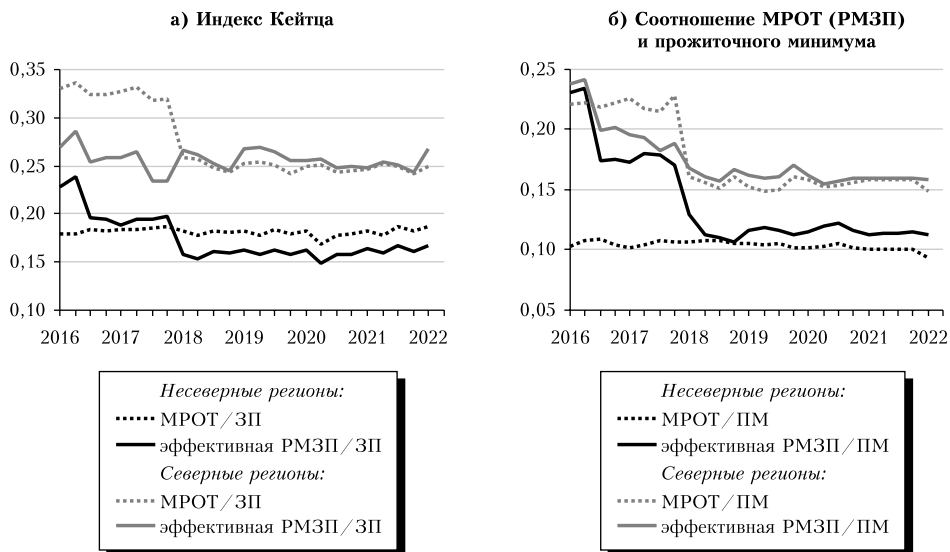 а) Индекс Кейтца
0,35
0,30
0,25
0,20
0,15
0,10
2016 2017 2018 2019 2020 2021 2022
Несеверные регионы:
МРОТ/ЗП
эффективная РМЗП/ЗП
Северные регионы:
МРОТ/ЗП
эффективная РМЗП/ЗП
б) Соотношение МРОТ (РМЗП)
и прожиточного минимума
0,25
0,20
0,15
0,10
0,05
2016 2017 2018 2019 2020 2021 2022
Несеверные регионы:
МРОТ/ПМ
эффективная РМЗП/ПМ
Северные регионы:
МРОТ/ПМ
эффективная РМЗП/ПМ